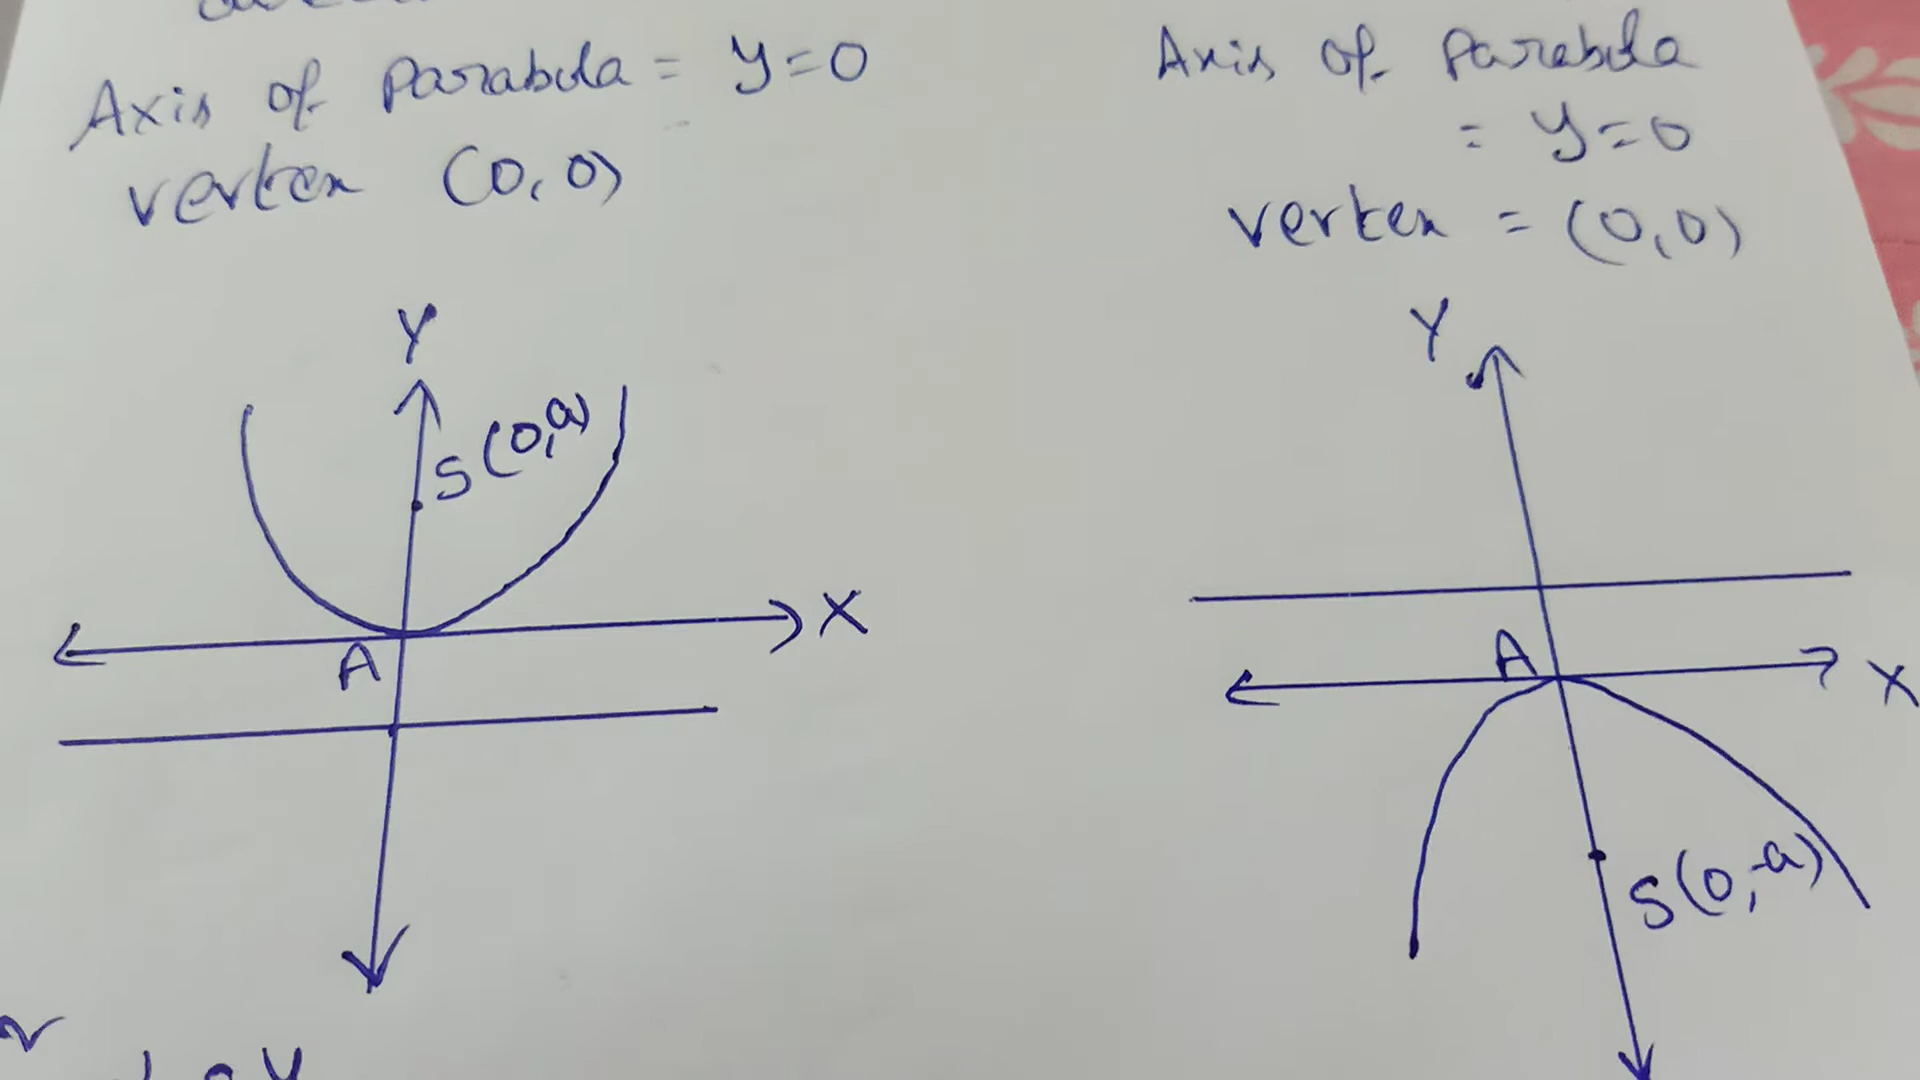 Axis of parabola = y=0
vertex (0,0)
Y
S(0,a)
X
A
Axis of parabola
= y=0
vertex = (0,0)
Y
A
X
S(0,-a)